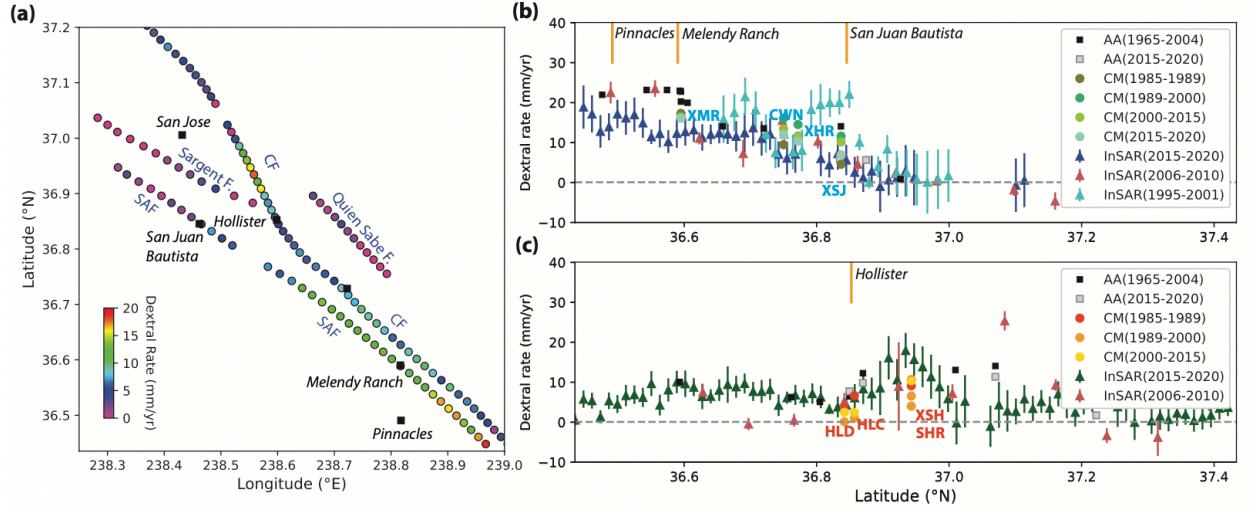 (a)
37.2
37.1
37.0
36.9
36.8
36.7
36.6
36.5
Latitude (°N)
238.3 238.4 238.5 238.6 238.7 238.8 238.9 239.0
Longitude (°E)
San Jose
Sargent F.
CF
SAF
Hollister
San Juan
Bautista
Quien Sabe F.
SAF
CF
Melendy Ranch
Pinnacles
20
15
10
5
0
Dextral Rate (mm/yr)
(b)
40
30
20
10
0
−10
Dextral rate (mm/yr)
Pinnacles
Melendy Ranch
San Juan Bautista
XMR
CWN
XHR
XSJ
AA(1965-2004)
AA(2015-2020)
CM(1985-1989)
CM(1989-2000)
CM(2000-2015)
CM(2015-2020)
InSAR(2015-2020)
InSAR(2006-2010)
InSAR(1995-2001)
36.6 36.8 37.0 37.2 37.4
(c)
40
30
20
10
0
−10
Dextral rate (mm/yr)
Hollister
HLD
HLC
XSH
SHR
AA(1965-2004)
AA(2015-2020)
CM(1985-1989)
CM(1989-2000)
CM(2000-2015)
InSAR(2015-2020)
InSAR(2006-2010)
36.6 36.8 37.0 37.2 37.4
Latitude (°N)